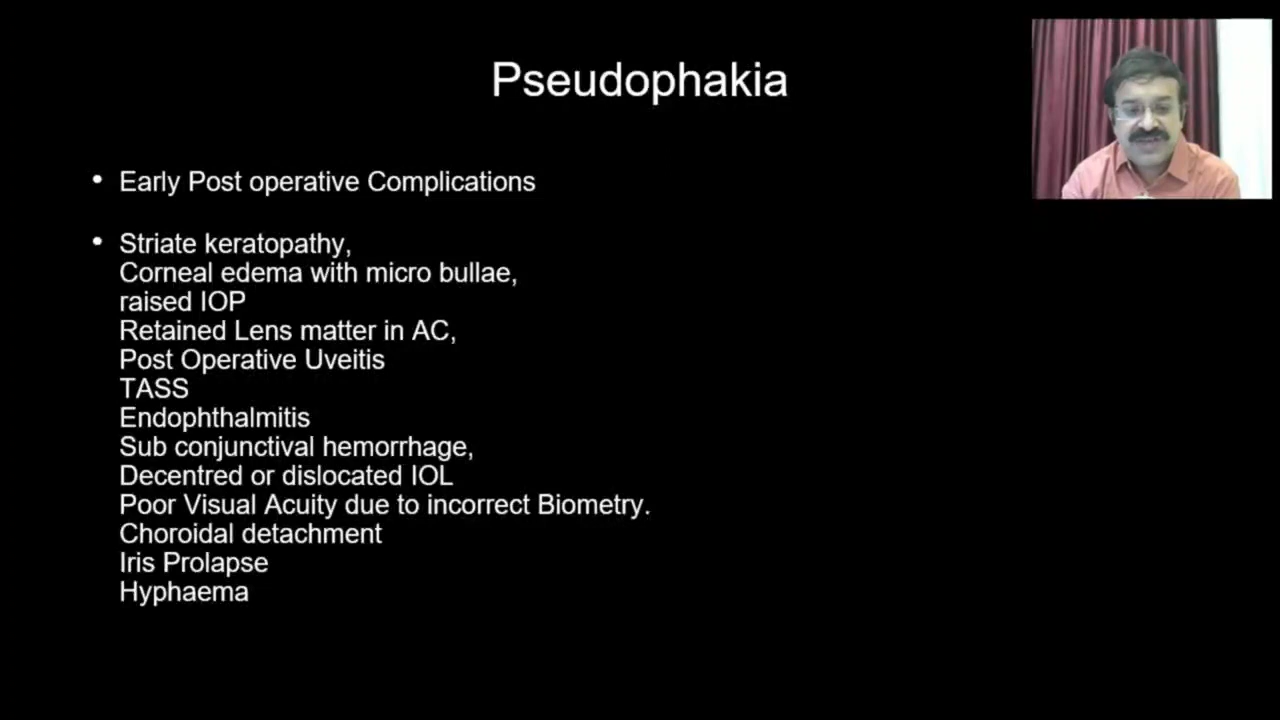 Pseudophakia
• Early Post operative Complications
• Striate keratopathy,
Corneal edema with micro bullae,
raised IOP
Retained Lens matter in AC,
Post Operative Uveitis
TASS
Endophthalmitis
Sub conjunctival hemorrhage,
Decentred or dislocated IOL
Poor Visual Acuity due to incorrect Biometry.
Choroidal detachment
Iris Prolapse
Hyphaema